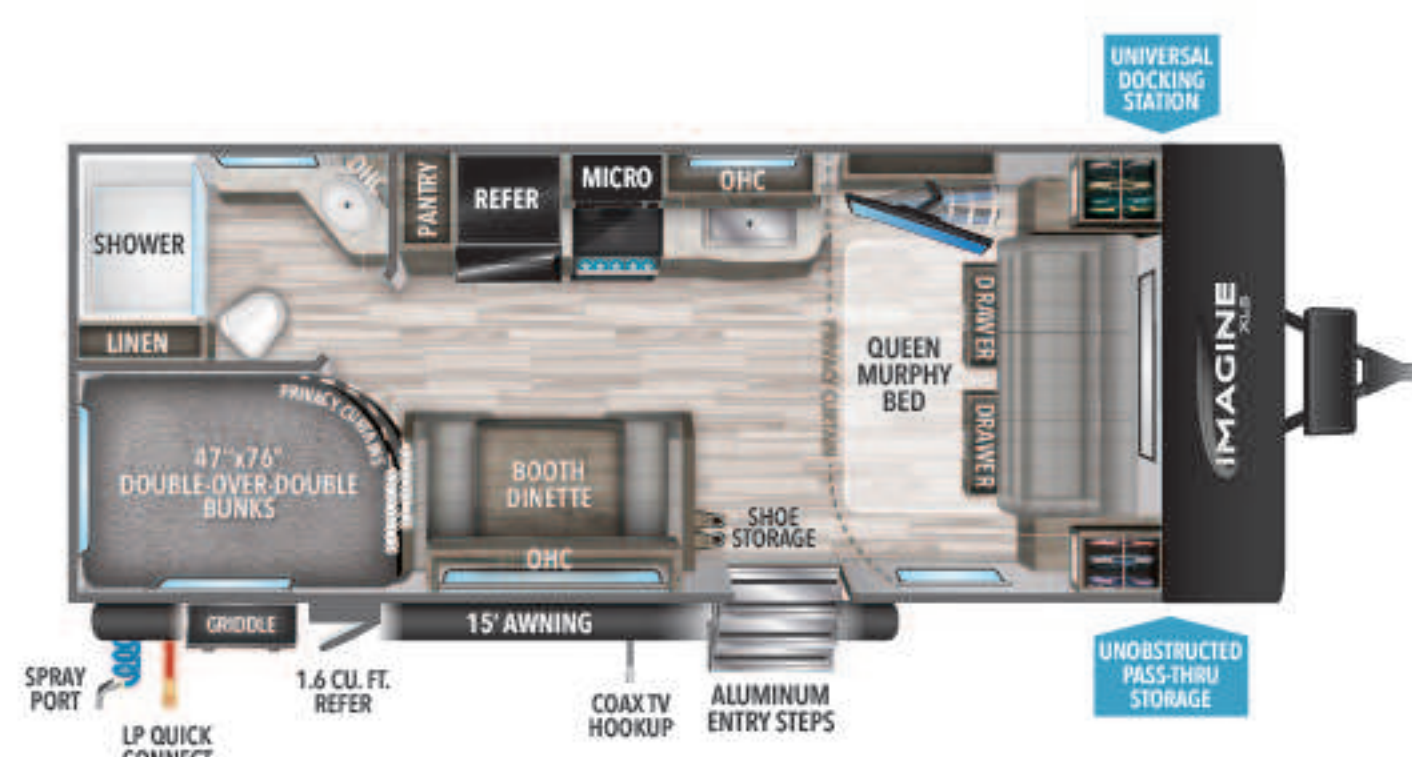 UNIVERSAL
DOCKING
STATION
OHC
PANTRY
REFER
MICRO
OHC
SHOWER
LINEN
DRAWER
QUEEN
MURPHY
BED
DRAWER
PRIVACY CURTAIN
IMAGINE
XLS
PRIVACY CURTAINS
47"x76"
DOUBLE-OVER-DOUBLE
BUNKS
BOOTH
DINETTE
OHC
SHOE
STORAGE
GRIDDLE
15' AWNING
SPRAY
PORT
1.6 CU. FT.
REFER
COAX TV
HOOKUP
ALUMINUM
ENTRY STEPS
UNOBSTRUCTED
PASS-THRU
STORAGE
LP QUICK
CONNECT